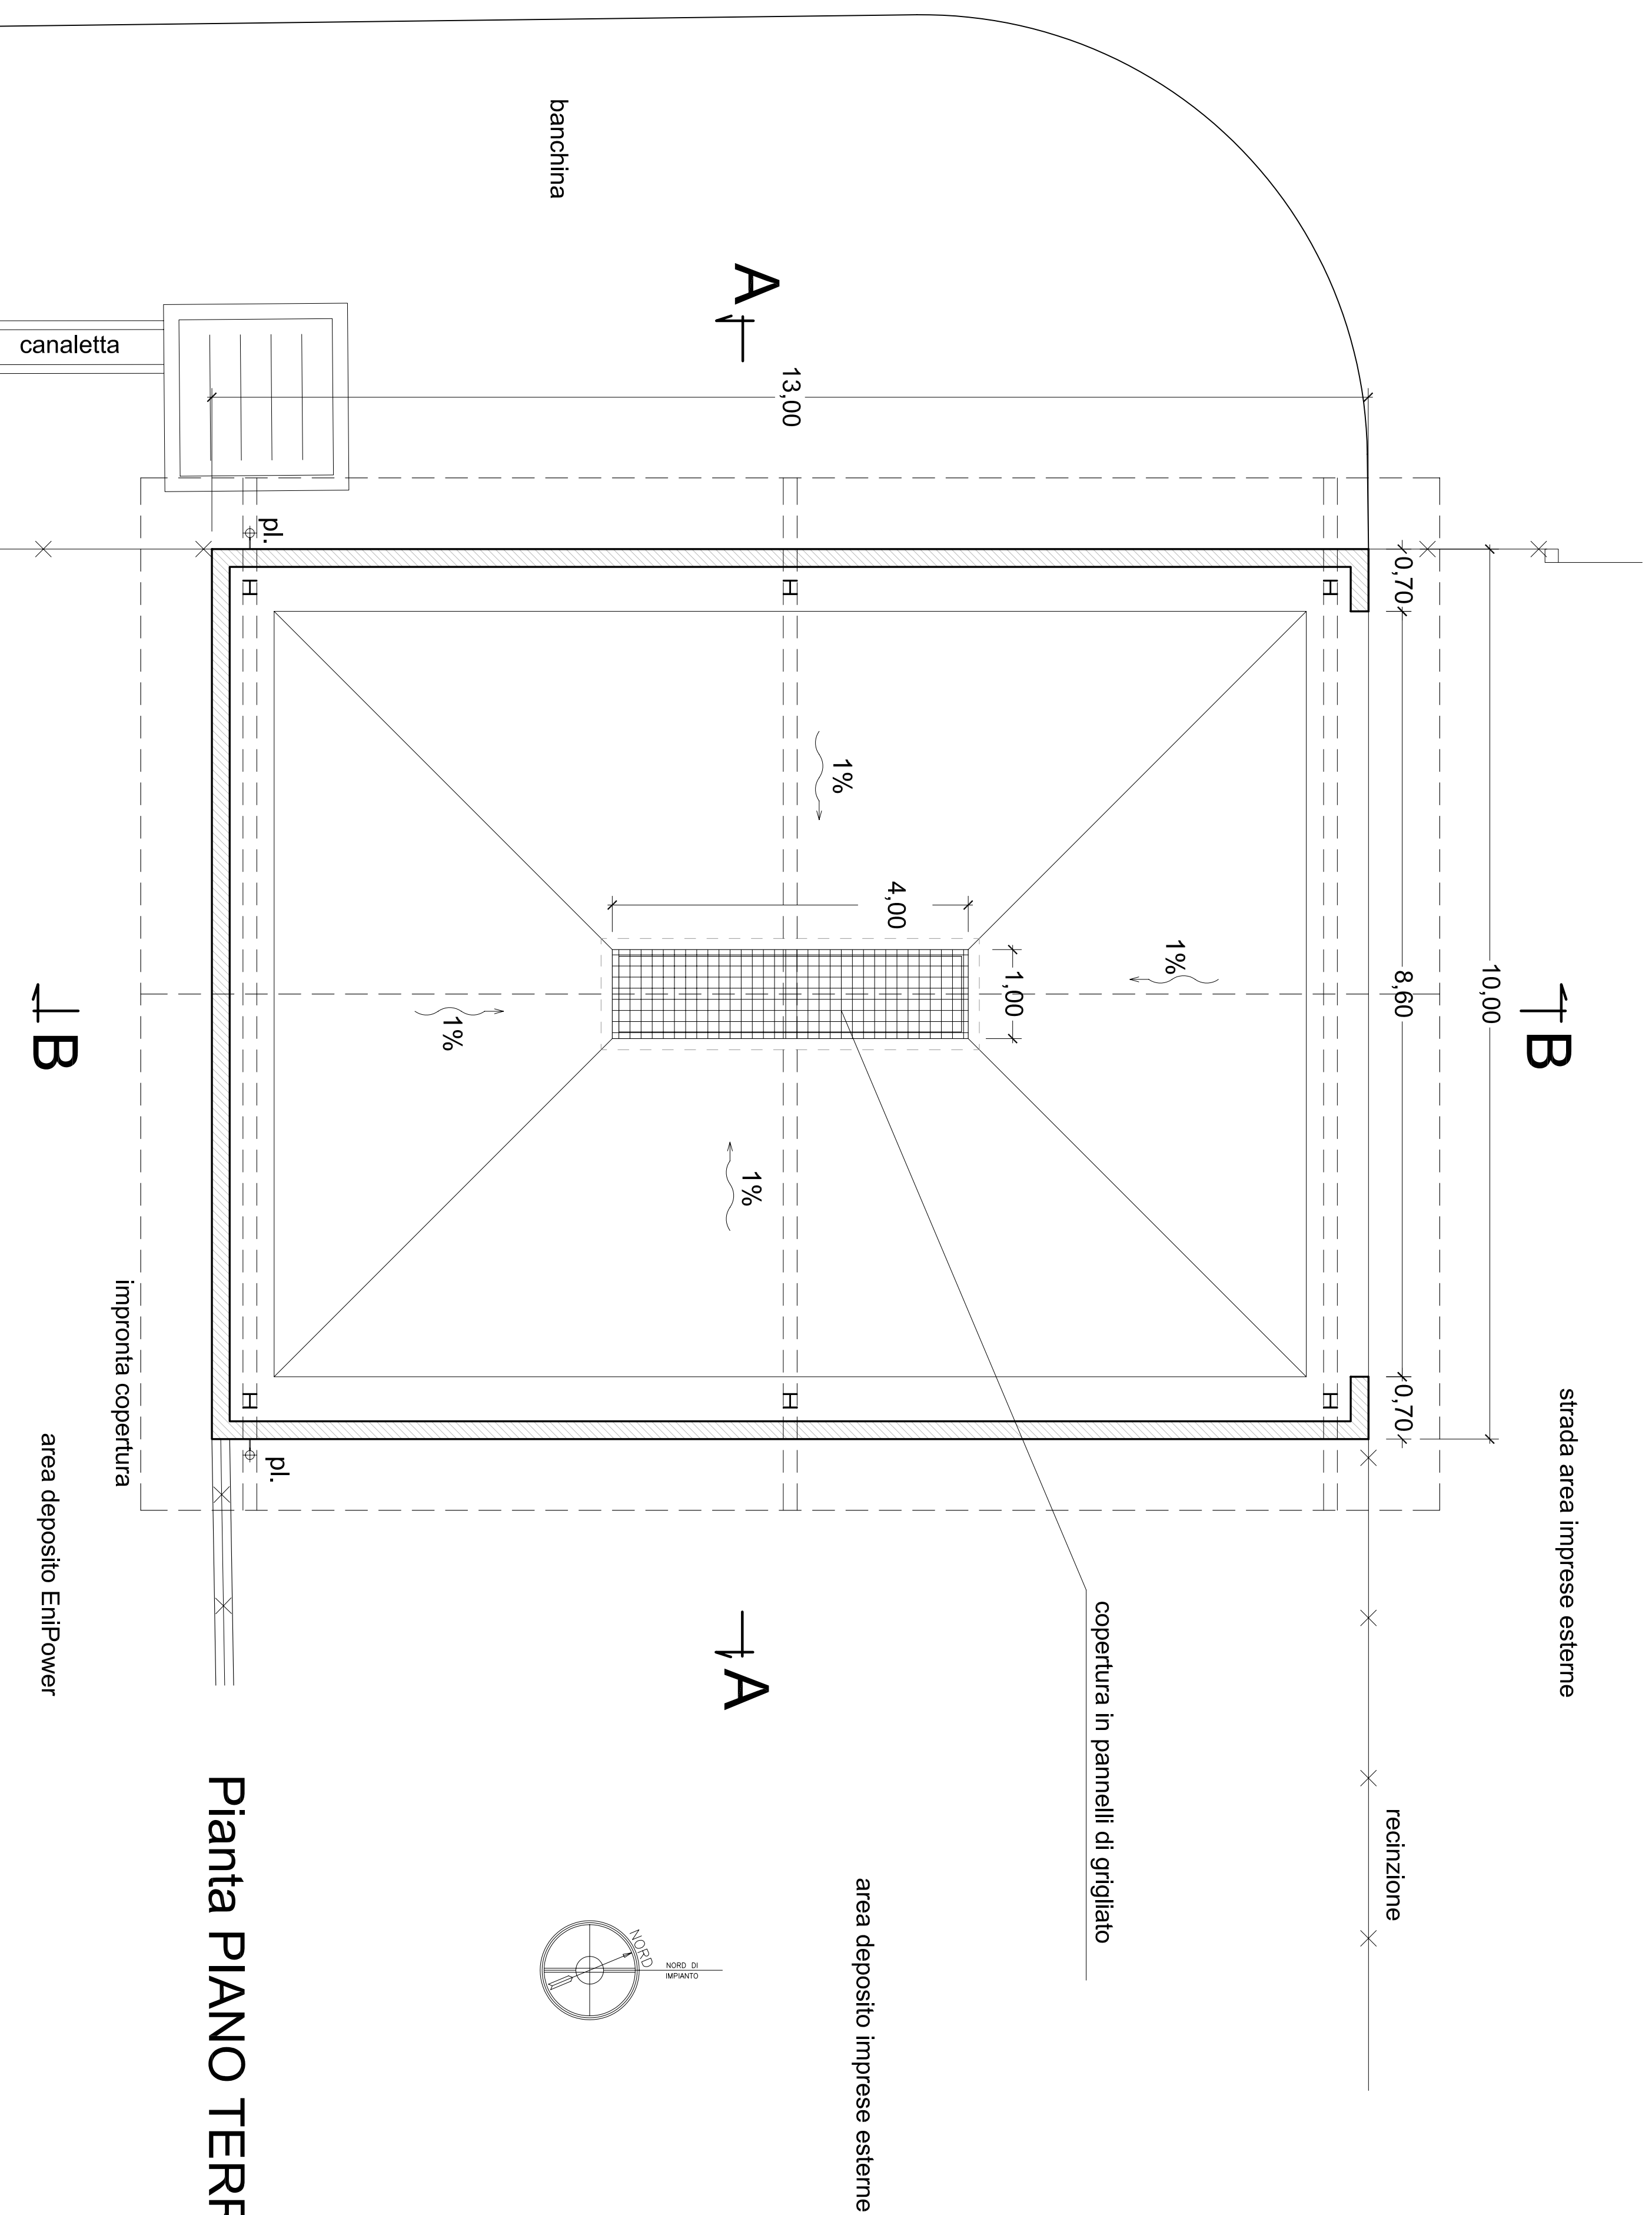 strada area imprese esterne
B
B
10,00
0,70
8,60
0,70
recinzione
1%
copertura in pannelli di grigliato
1,00
4,00
area deposito imprese esterne
1%
13,00
A
A
1%
NORD DI
IMPIANTO
NORD
banchina
1%
pl.
pl.
Pianta PIANO TERR
impronta copertura
canaletta
area deposito EniPower